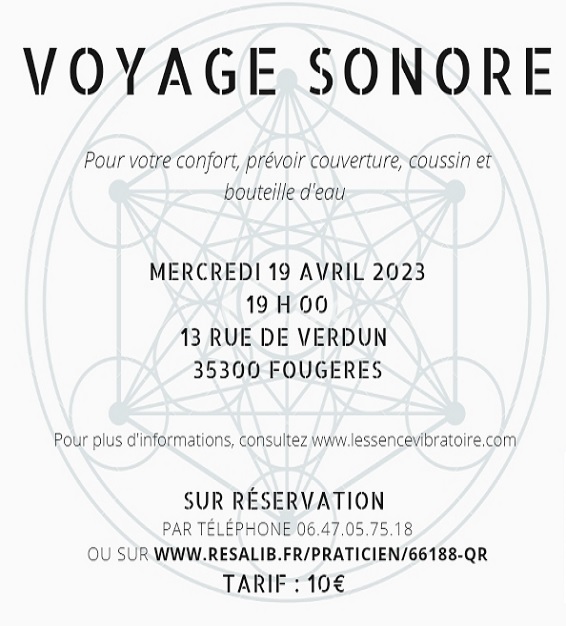 VOYAGE SONORE
Pour votre confort, prévoir couverture, coussin et
bouteille d'eau
MERCREDI 19 AVRIL 2023
19 H 00
13 RUE DE VERDUN
35300 FOUGERES
Pour plus d'informations, consultez www.lessencevibratoire.com
SUR RÉSERVATION
PAR TÉLÉPHONE 06.47.05.75.18
OU SUR WWW.RESALIB.FR/PRATICIEN/66188-QR
TARIF : 10€